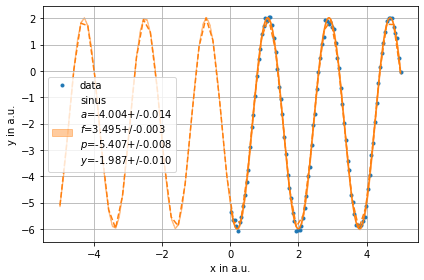 y in a.u.
2
1
0
−1
−2
−3
−4
−5
−6
data
sinus
a=-4.004+/-0.014
f=3.495+/-0.003
p=-5.407+/-0.008
y=-1.987+/-0.010
−4 −2 0 2 4
x in a.u.